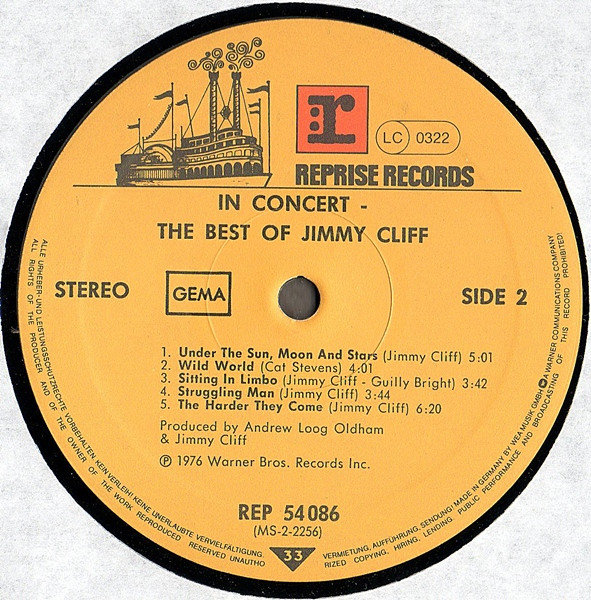 r
LC 0322
REPRISE RECORDS
IN CONCERT -
THE BEST OF JIMMY CLIFF
STEREO
GEMA
SIDE 2
1. Under The Sun, Moon And Stars (Jimmy Cliff) 5:01
2. Wild World (Cat Stevens) 4:01
3. Sitting In Limbo (Jimmy Cliff - Guilly Bright) 3:42
4. Struggling Man (Jimmy Cliff) 3:44
5. The Harder They Come (Jimmy Cliff) 6:20
Produced by Andrew Loog Oldham
& Jimmy Cliff
℗ 1976 Warner Bros. Records Inc.
REP 54 086
(MS-2-2256)
33
ALLE URHEBER- UND LEISTUNGSSCHUTZRECHTE VORBEHALTEN. KEIN VERLEIH! KEINE UNERLAUBTE VERVIELFÄLTIGUNG, VERMIETUNG, AUFFÜHRUNG, SENDUNG! MADE IN GERMANY BY WEA MUSIK GMBH A WARNER COMMUNICATIONS COMPANY
ALL RIGHTS OF THE PRODUCER AND OF THE OWNER OF THE WORK REPRODUCED RESERVED UNAUTHORIZED COPYING, HIRING, LENDING PUBLIC PERFORMANCE AND BROADCASTING OF THIS RECORD PROHIBITED!